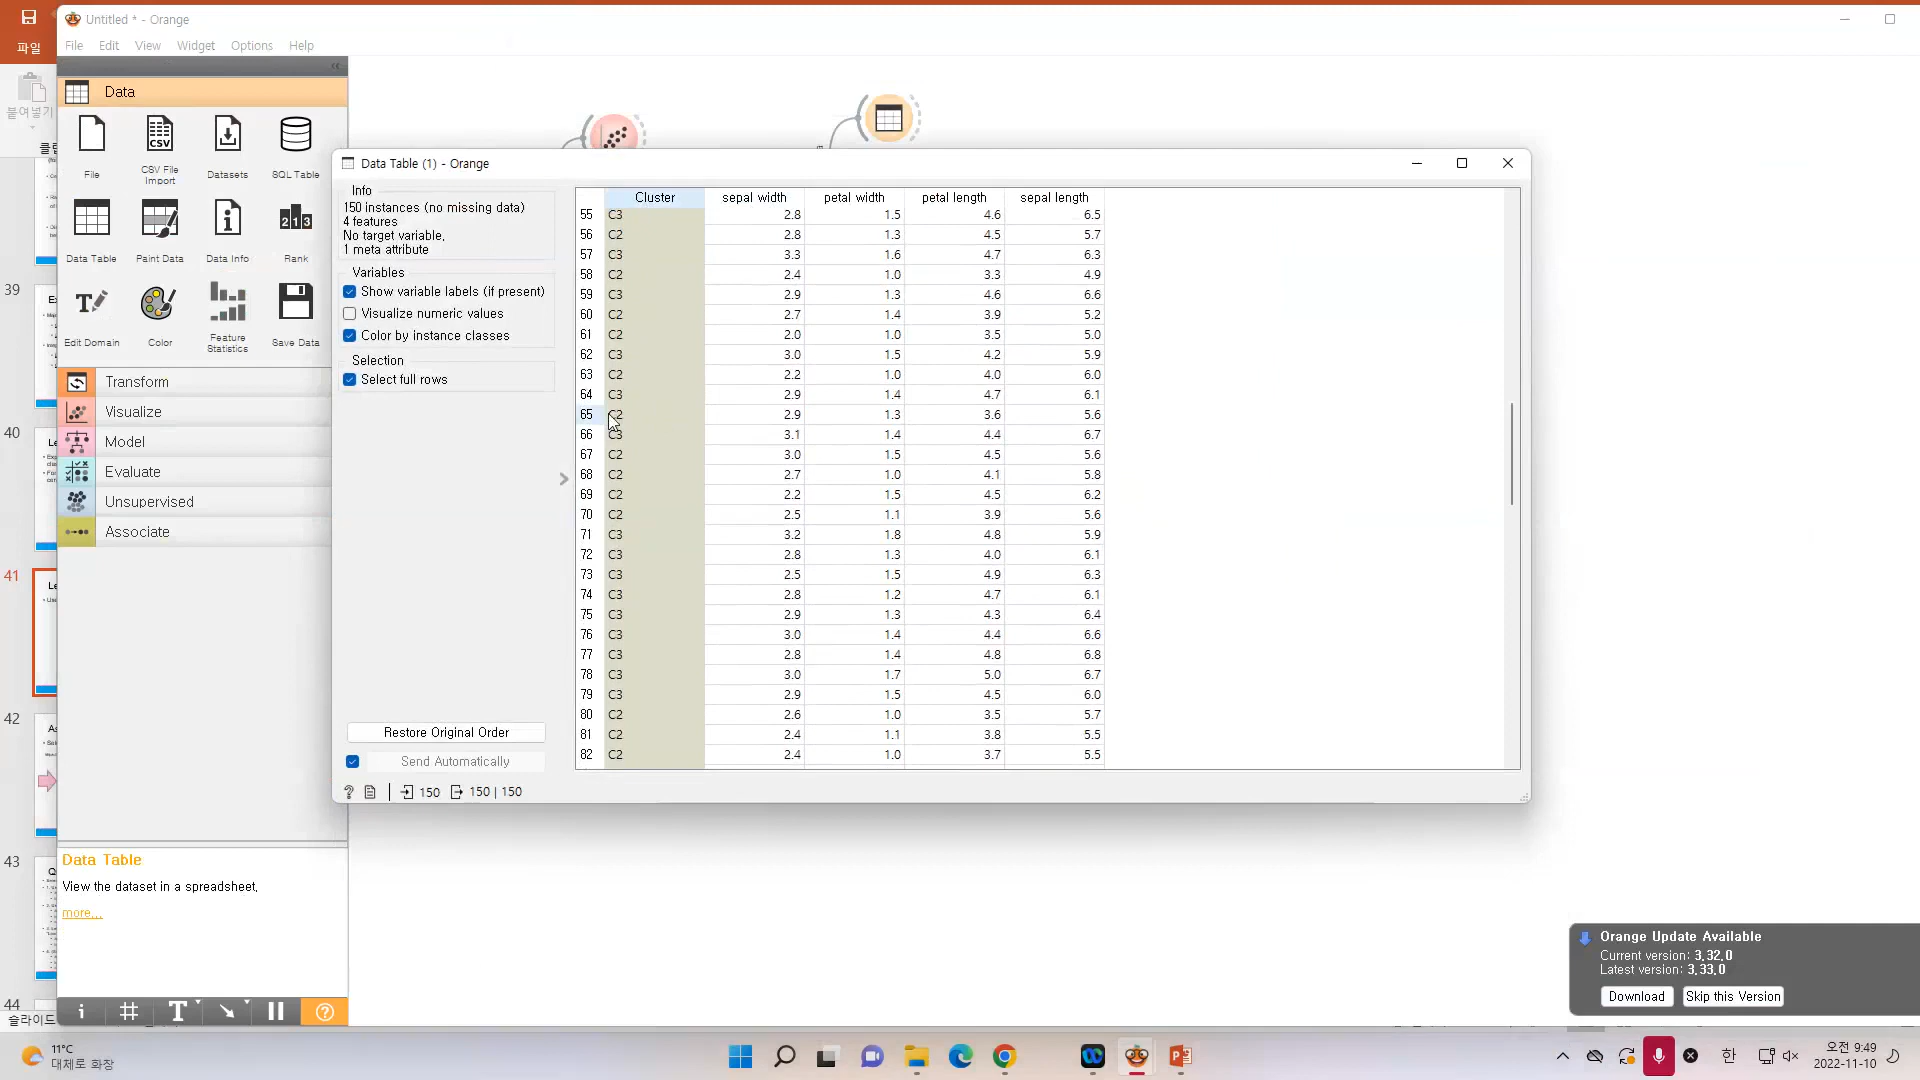 Untitled * - Orange
파일
File Edit View Widget Options Help
붙여넣기
Data
File
CSV File Import
Datasets
SQL Table
Data Table
Paint Data
Data Info
Rank
Edit Domain
Color
Feature Statistics
Save Data
Transform
Visualize
Model
Evaluate
Unsupervised
Associate
39
40
41
42
43
44
Data Table
View the dataset in a spreadsheet.
more...
슬라이드
Data Table (1) - Orange
Info
150 instances (no missing data)
4 features
No target variable.
1 meta attribute
Variables
Show variable labels (if present)
Visualize numeric values
Color by instance classes
Selection
Select full rows
Restore Original Order
Send Automatically
150 150 | 150
Cluster sepal width petal width petal length sepal length
55 C3 2.8 1.5 4.6 6.5
56 C2 2.8 1.3 4.5 5.7
57 C3 3.3 1.6 4.7 6.3
58 C2 2.4 1.0 3.3 4.9
59 C3 2.9 1.3 4.6 6.6
60 C2 2.7 1.4 3.9 5.2
61 C2 2.0 1.0 3.5 5.0
62 C3 3.0 1.5 4.2 5.9
63 C2 2.2 1.0 4.0 6.0
64 C3 2.9 1.4 4.7 6.1
65 C2 2.9 1.3 3.6 5.6
66 C3 3.1 1.4 4.4 6.7
67 C2 3.0 1.5 4.5 5.6
68 C2 2.7 1.0 4.1 5.8
69 C2 2.2 1.5 4.5 6.2
70 C2 2.5 1.1 3.9 5.6
71 C3 3.2 1.8 4.8 5.9
72 C3 2.8 1.3 4.0 6.1
73 C3 2.5 1.5 4.9 6.3
74 C3 2.8 1.2 4.7 6.1
75 C3 2.9 1.3 4.3 6.4
76 C3 3.0 1.4 4.4 6.6
77 C3 2.8 1.4 4.8 6.8
78 C3 3.0 1.7 5.0 6.7
79 C3 2.9 1.5 4.5 6.0
80 C2 2.6 1.0 3.5 5.7
81 C2 2.4 1.1 3.8 5.5
82 C2 2.4 1.0 3.7 5.5
Orange Update Available
Current version: 3.32.0
Latest version: 3.33.0
Download Skip this Version
11°C
대체로 화창
한
오전 9:49
2022-11-10